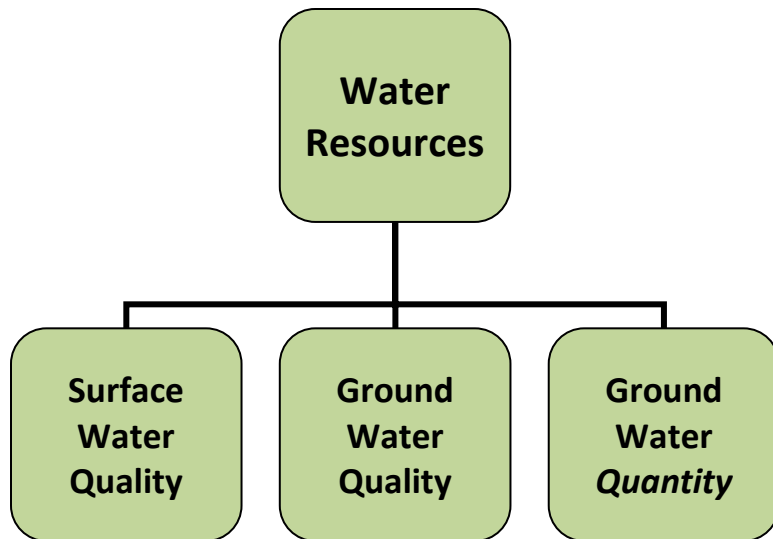 Water
Resources
Surface
Water
Quality
Ground
Water
Quality
Ground
Water
Quantity